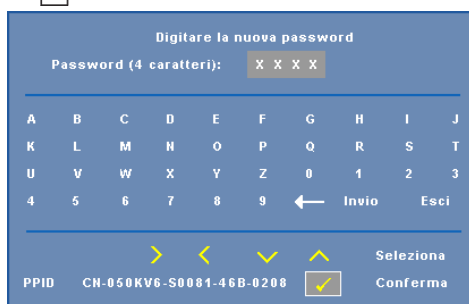 Digitare la nuova password
Password (4 caratteri): X X X X
A B C D E F G H I J
K L M N O P Q R S T
U V W X Y Z 0 1 2 3
4 5 6 7 8 9 Invio Esci
Seleziona
PPID CN-050KV6-S0081-46B-0208 Conferma